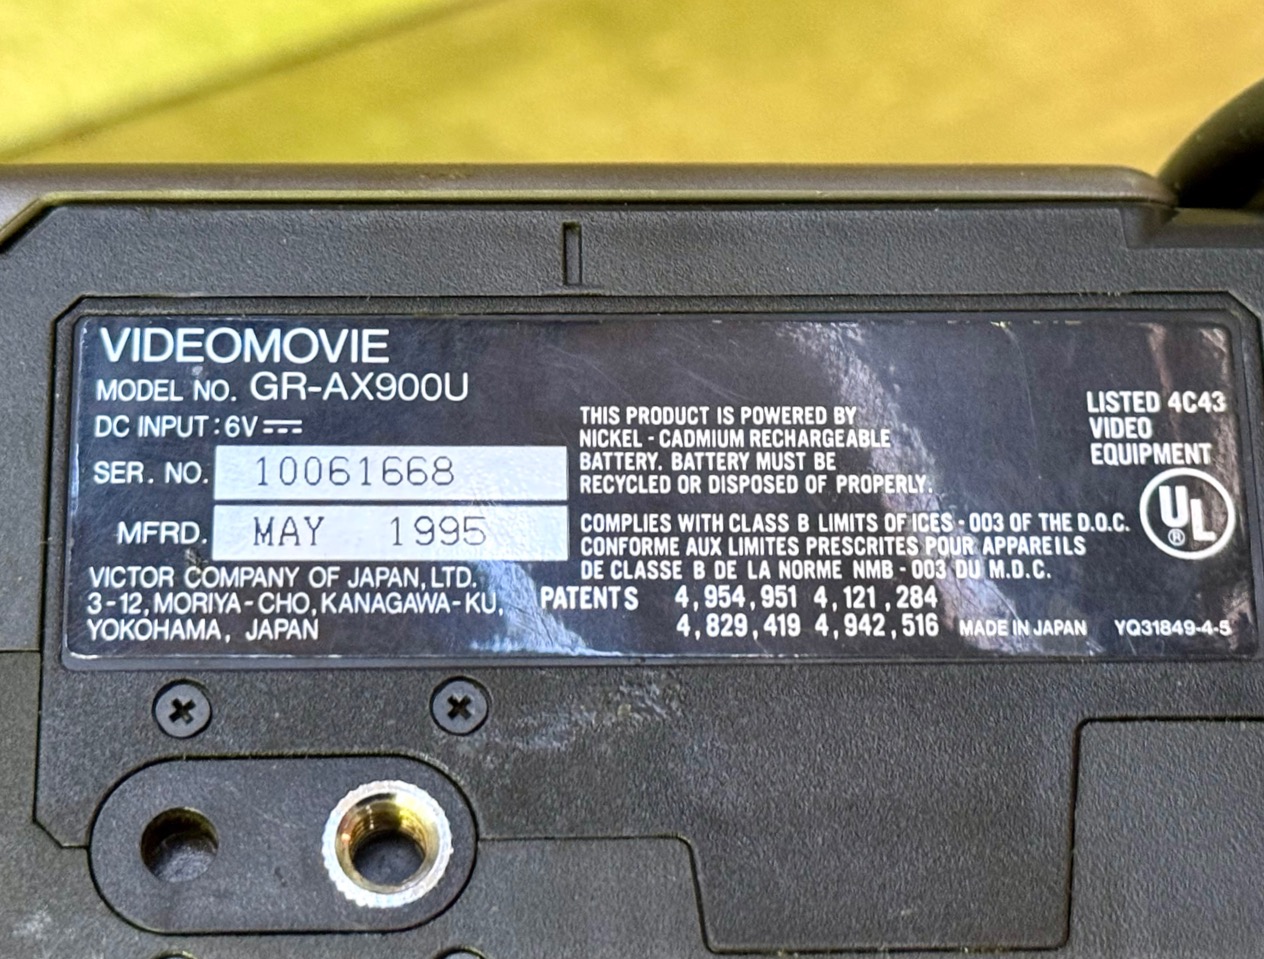 VIDEOMOVIE
MODEL NO. GR-AX900U
DC INPUT : 6V
SER. NO. 10061668
MFRD. MAY 1995
VICTOR COMPANY OF JAPAN, LTD.
3-12, MORIYA-CHO, KANAGAWA-KU,
YOKOHAMA, JAPAN
THIS PRODUCT IS POWERED BY
NICKEL - CADMIUM RECHARGEABLE
BATTERY. BATTERY MUST BE
RECYCLED OR DISPOSED OF PROPERLY.
COMPLIES WITH CLASS B LIMITS OF ICES - 003 OF THE D.O.C.
CONFORME AUX LIMITES PRESCRITES POUR APPAREILS
DE CLASSE B DE LA NORME NMB - 003 DU M.D.C.
PATENTS 4,954,951 4,121,284
4,829,419 4,942,516 MADE IN JAPAN YQ31849-4-5
LISTED 4C43
VIDEO
EQUIPMENT
UL®